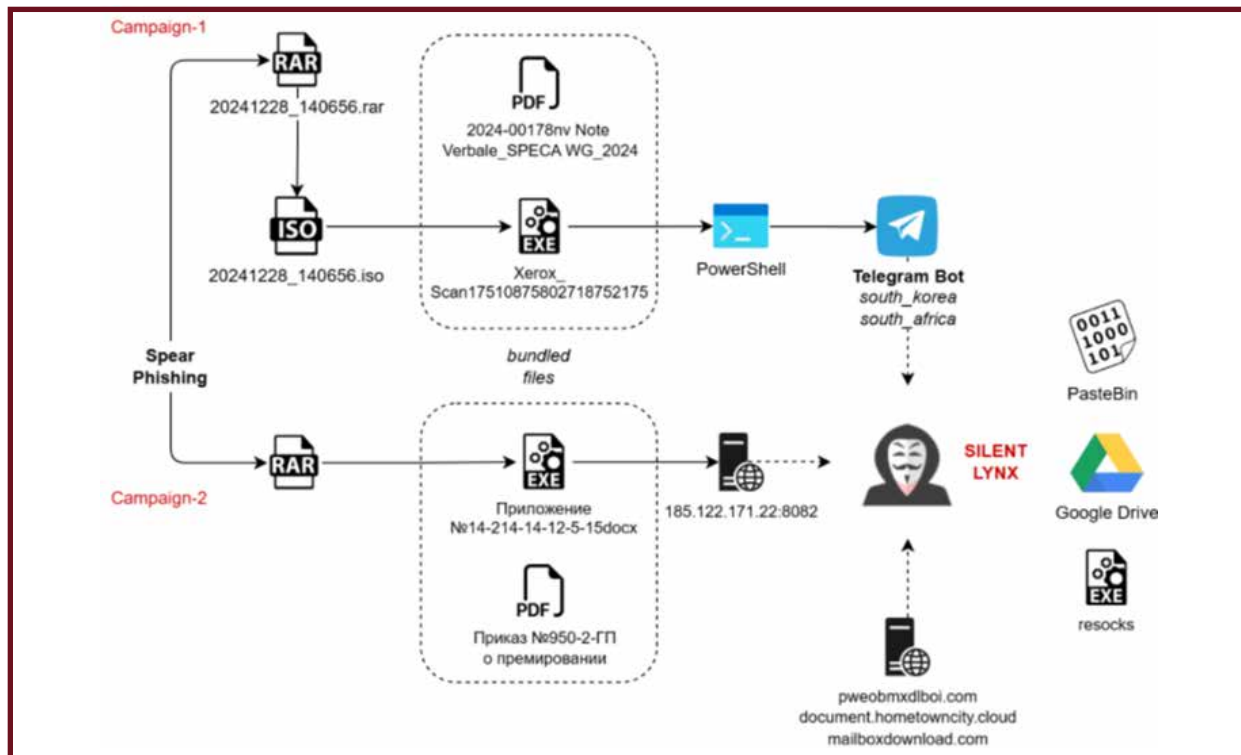 Campaign-1
RAR
20241228_140656.rar
ISO
20241228_140656.iso
PDF
2024-00178nv Note
Verbale_SPECA WG_2024
EXE
Xerox_
Scan17510875802718752175
PowerShell
Telegram Bot
south_korea
south_africa
Spear
Phishing
bundled
files
Campaign-2
RAR
EXE
Приложение
№14-214-14-12-5-15docx
PDF
Приказ №950-2-ГП
о премировании
185.122.171.22:8082
SILENT
LYNX
pweobmxdlboi.com
document.hometowncity.cloud
mailboxdownload.com
0011
1000
101
PasteBin
Google Drive
EXE
resocks